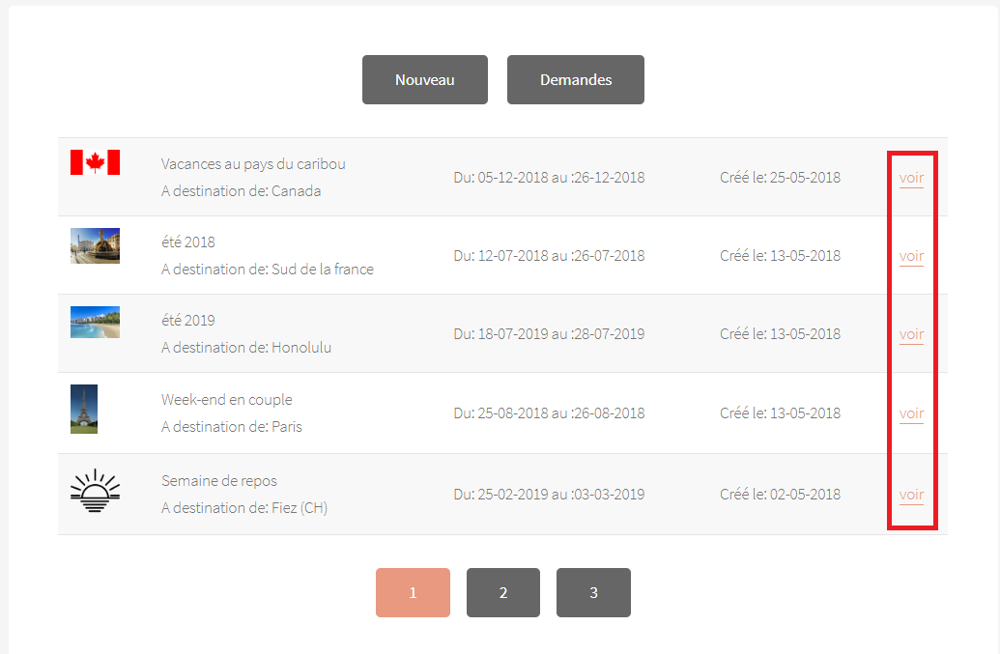 Nouveau Demandes
Vacances au pays du caribou
A destination de: Canada
Du: 05-12-2018 au :26-12-2018
Créé le: 25-05-2018
voir
été 2018
A destination de: Sud de la france
Du: 12-07-2018 au :26-07-2018
Créé le: 13-05-2018
voir
été 2019
A destination de: Honolulu
Du: 18-07-2019 au :28-07-2019
Créé le: 13-05-2018
voir
Week-end en couple
A destination de: Paris
Du: 25-08-2018 au :26-08-2018
Créé le: 13-05-2018
voir
Semaine de repos
A destination de: Fiez (CH)
Du: 25-02-2019 au :03-03-2019
Créé le: 02-05-2018
voir
1 2 3